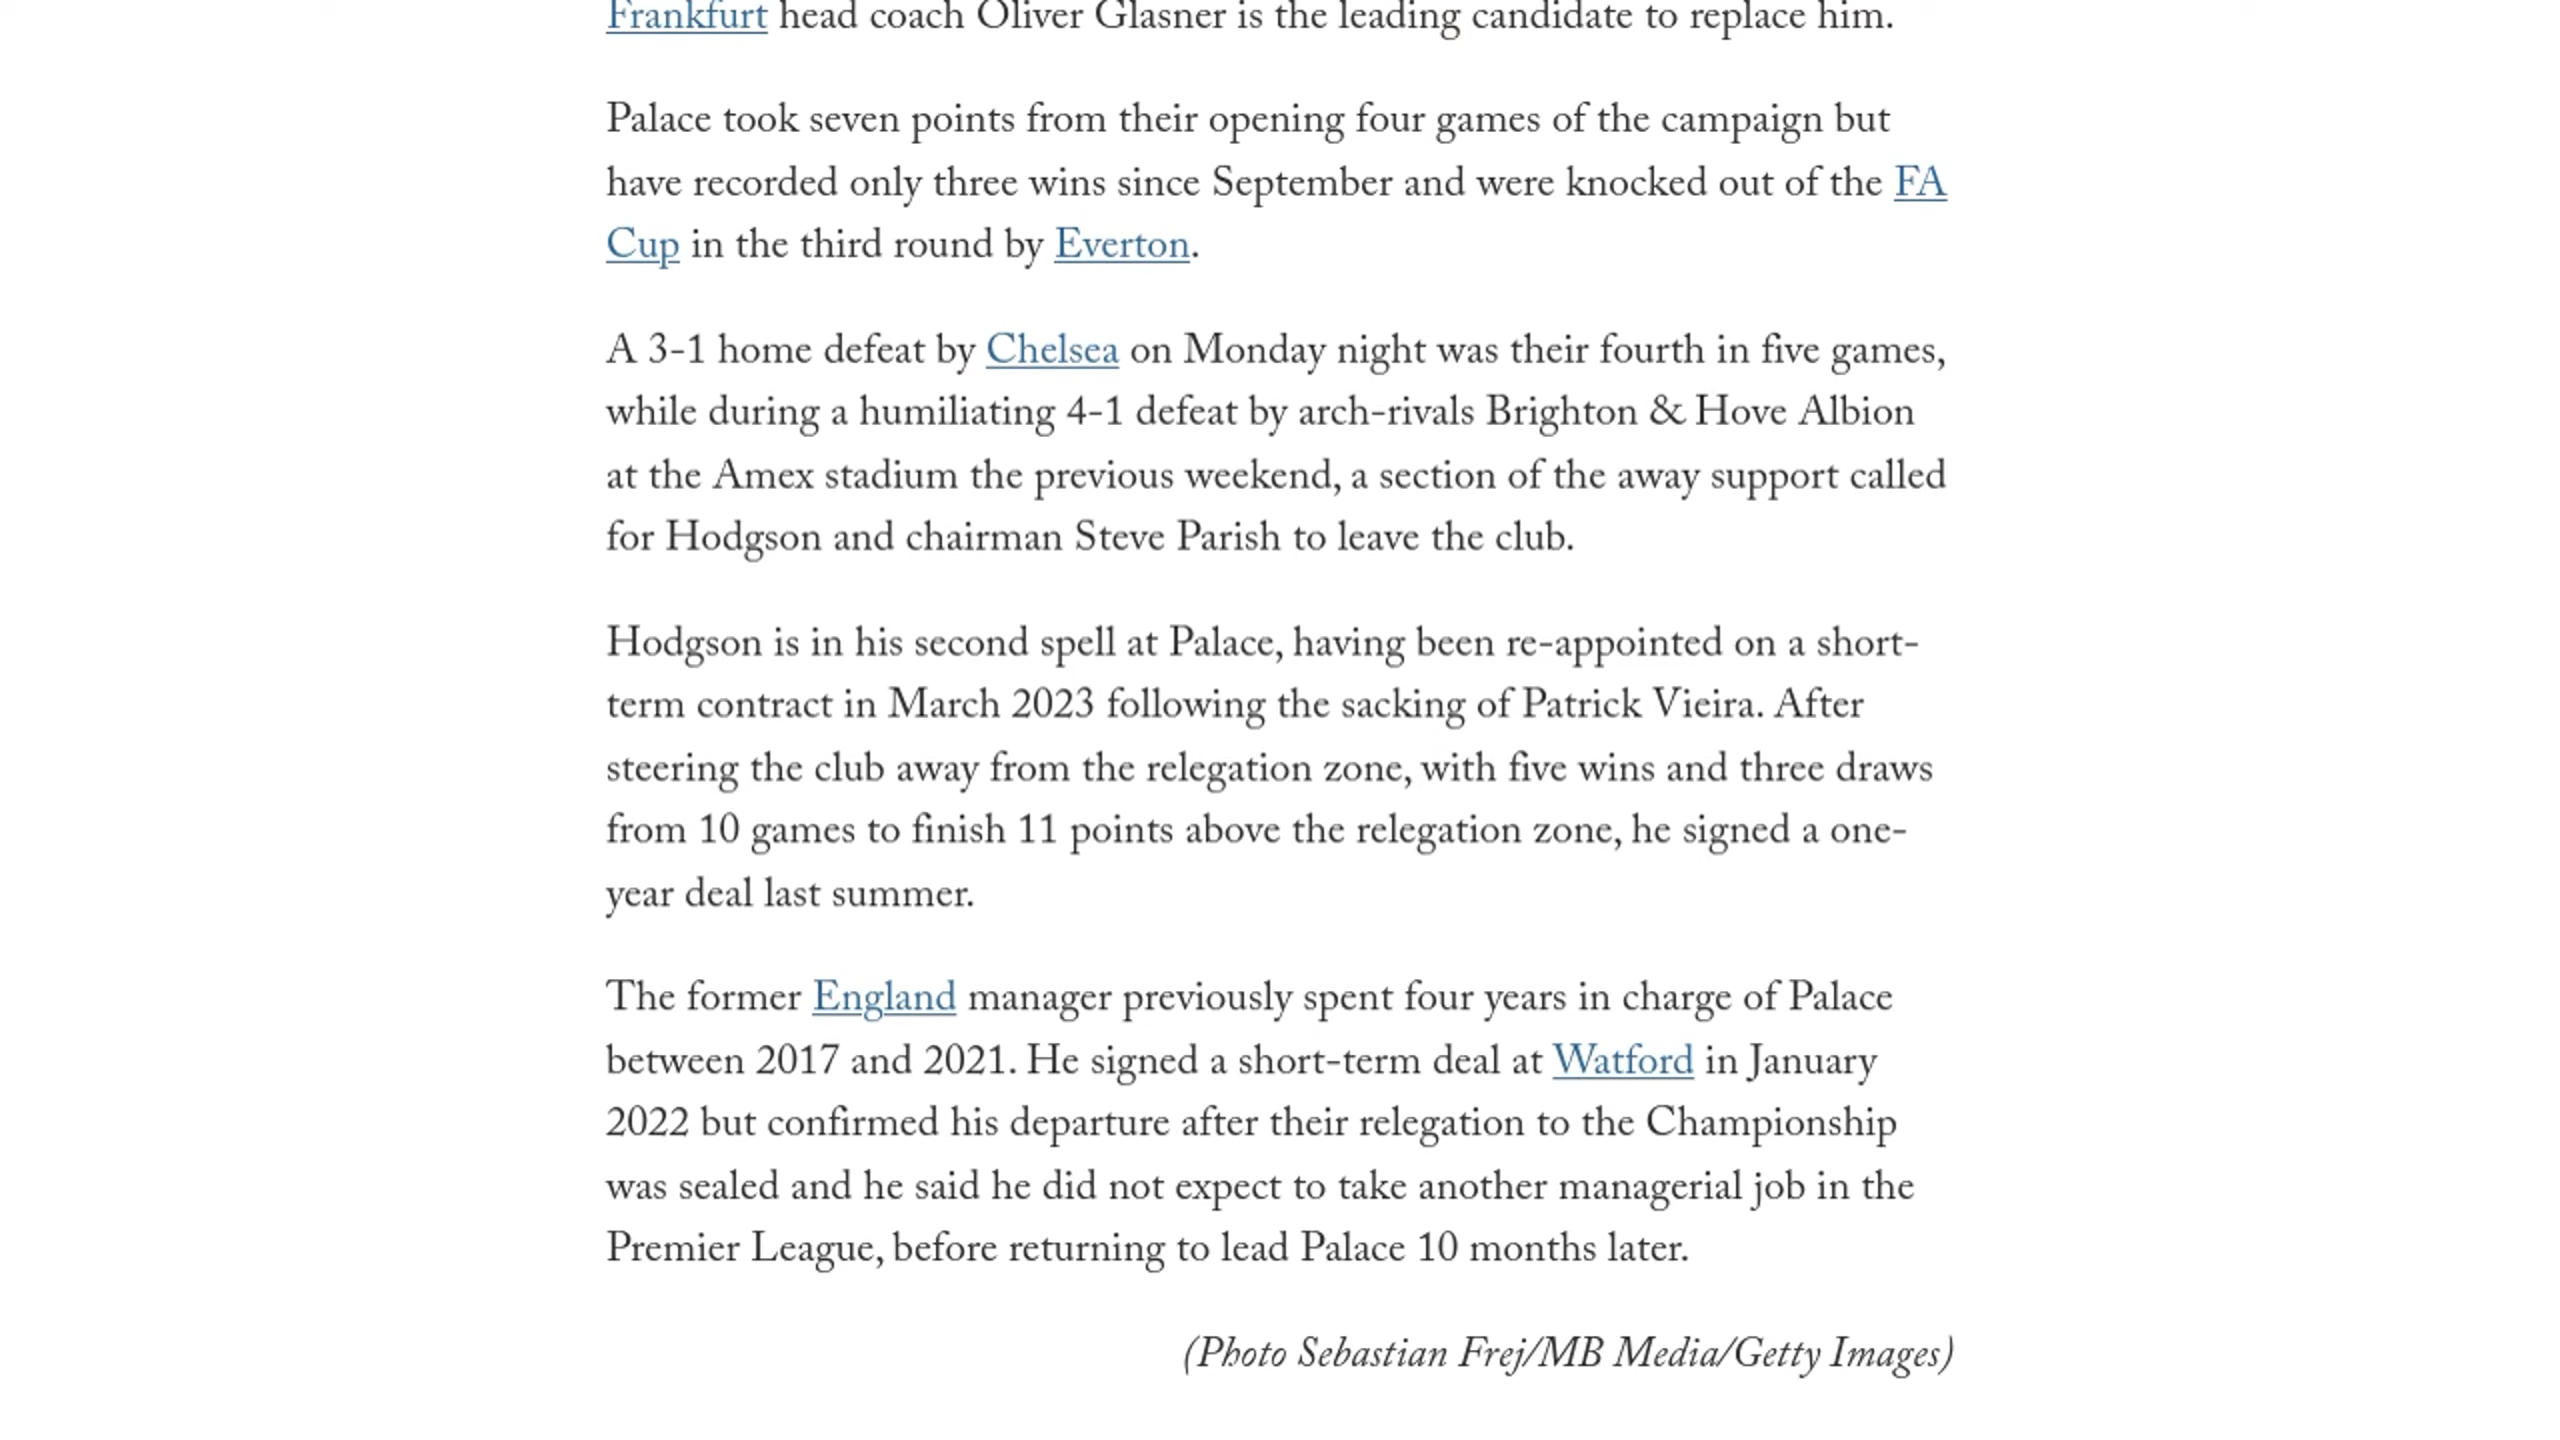 Frankfurt head coach Oliver Glasner is the leading candidate to replace him.
Palace took seven points from their opening four games of the campaign but
have recorded only three wins since September and were knocked out of the FA
Cup in the third round by Everton.
A 3-1 home defeat by Chelsea on Monday night was their fourth in five games,
while during a humiliating 4-1 defeat by arch-rivals Brighton & Hove Albion
at the Amex stadium the previous weekend, a section of the away support called
for Hodgson and chairman Steve Parish to leave the club.
Hodgson is in his second spell at Palace, having been re-appointed on a short-
term contract in March 2023 following the sacking of Patrick Vieira. After
steering the club away from the relegation zone, with five wins and three draws
from 10 games to finish 11 points above the relegation zone, he signed a one-
year deal last summer.
The former England manager previously spent four years in charge of Palace
between 2017 and 2021. He signed a short-term deal at Watford in January
2022 but confirmed his departure after their relegation to the Championship
was sealed and he said he did not expect to take another managerial job in the
Premier League, before returning to lead Palace 10 months later.
(Photo Sebastian Frej/MB Media/Getty Images)